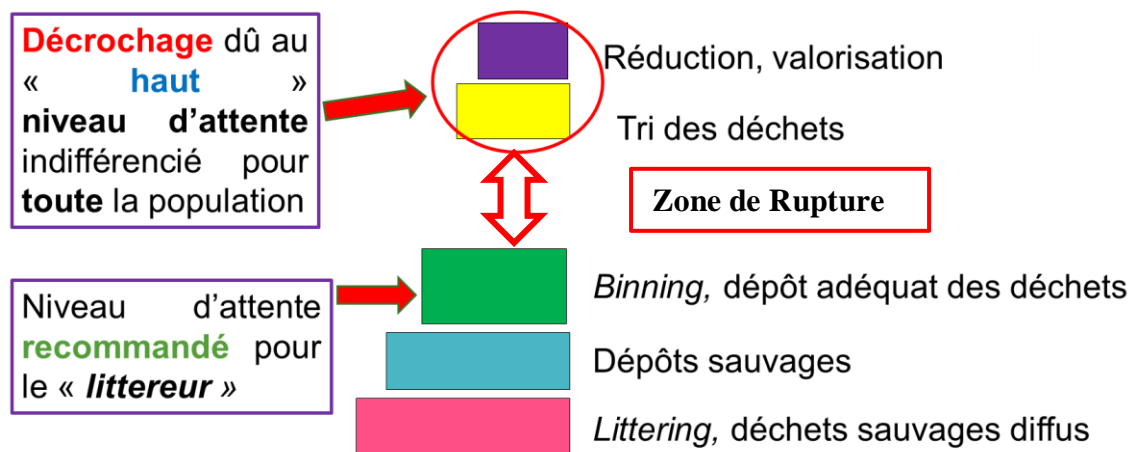 Décrochage dû au
« haut »
niveau d'attente
indifférencié pour
toute la population
Réduction, valorisation
Tri des déchets
Zone de Rupture
Niveau d'attente
recommandé pour
le « littereur »
Binning, dépôt adéquat des déchets
Dépôts sauvages
Littering, déchets sauvages diffus